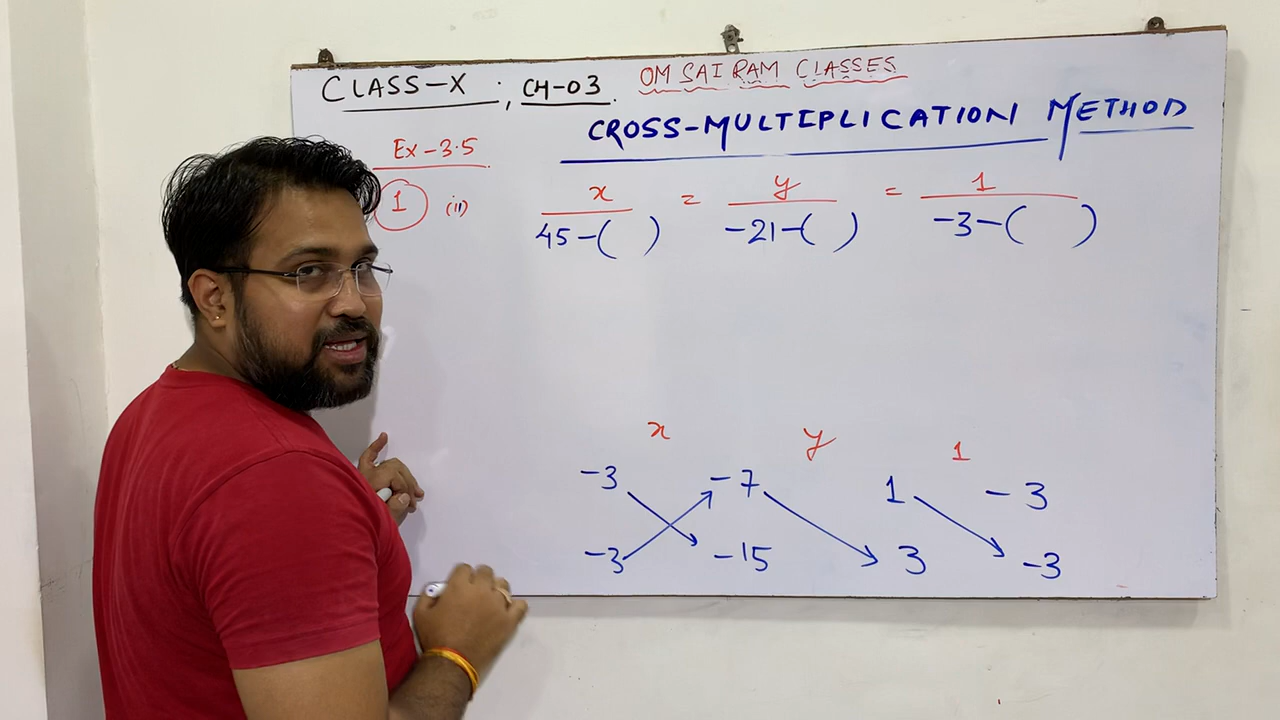 CLASS-X ; CH-03. OM SAI RAM CLASSES
CROSS-MULTIPLICATION METHOD
Ex-3.5
1 (ii)
x = y = 1
45-( ) -21-( ) -3-( )
x y 1
-3 -7 1 -3
-3 -15 3 -3